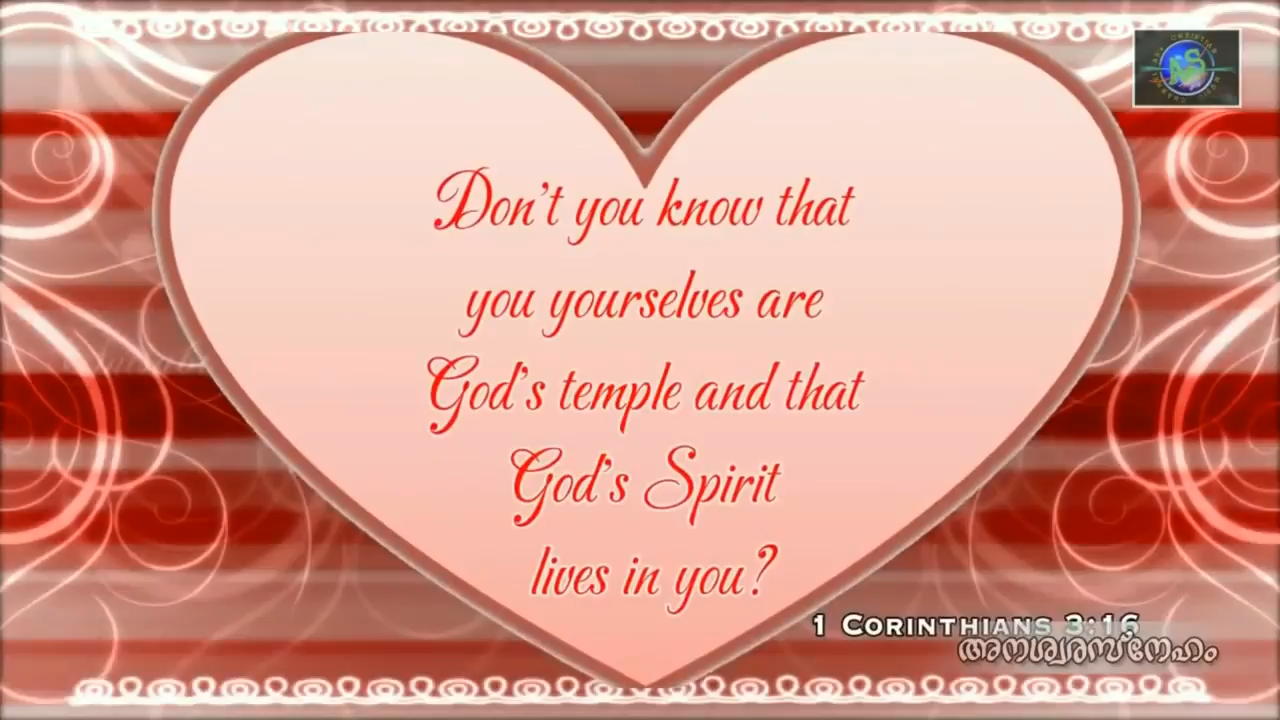 Don't you know that
you yourselves are
God's temple and that
God's Spirit
lives in you?
1 CORINTHIANS 3:16
അനശ്വരസ്നേഹം